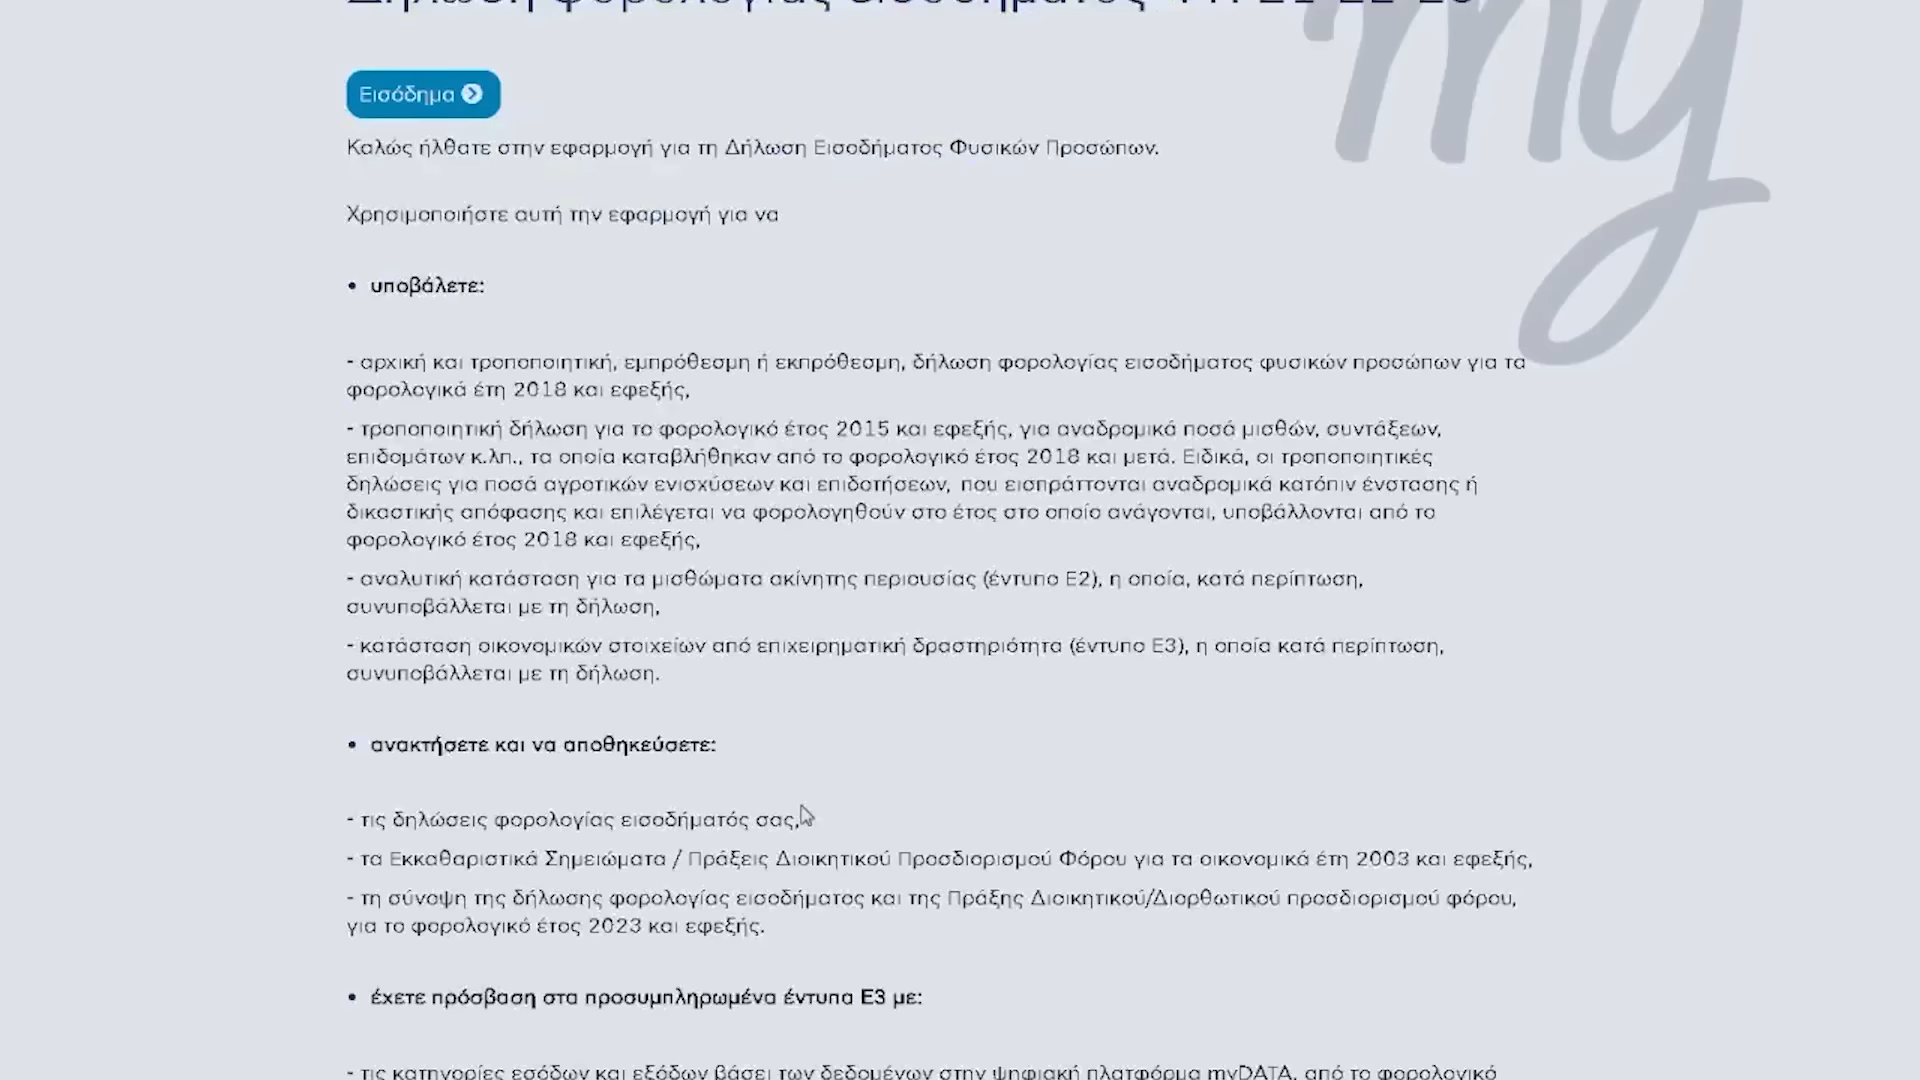 Δήλωση φορολογίας εισοδήματος
Εισόδημα
my
Καλώς ήλθατε στην εφαρμογή για τη Δήλωση Εισοδήματος Φυσικών Προσώπων.
Χρησιμοποιήστε αυτή την εφαρμογή για να
• υποβάλετε:
- αρχική και τροποποιητική, εμπρόθεσμη ή εκπρόθεσμη, δήλωση φορολογίας εισοδήματος φυσικών προσώπων για τα
φορολογικά έτη 2018 και εφεξής,
- τροποποιητική δήλωση για το φορολογικό έτος 2015 και εφεξής, για αναδρομικά ποσά μισθών, συντάξεων,
επιδομάτων κ.λπ., τα οποία καταβλήθηκαν από το φορολογικό έτος 2018 και μετά. Ειδικά, οι τροποποιητικές
δηλώσεις για ποσά αγροτικών ενισχύσεων και επιδοτήσεων, που εισπράττονται αναδρομικά κατόπιν ένστασης ή
δικαστικής απόφασης και επιλέγεται να φορολογηθούν στο έτος στο οποίο ανάγονται, υποβάλλονται από το
φορολογικό έτος 2018 και εφεξής,
- αναλυτική κατάσταση για τα μισθώματα ακίνητης περιουσίας (έντυπο Ε2), η οποία, κατά περίπτωση,
συνυποβάλλεται με τη δήλωση,
- κατάσταση οικονομικών στοιχείων από επιχειρηματική δραστηριότητα (έντυπο Ε3), η οποία κατά περίπτωση,
συνυποβάλλεται με τη δήλωση.
• ανακτήσετε και να αποθηκεύσετε:
- τις δηλώσεις φορολογίας εισοδήματός σας,
- τα Εκκαθαριστικά Σημειώματα / Πράξεις Διοικητικού Προσδιορισμού Φόρου για τα οικονομικά έτη 2003 και εφεξής,
- τη σύνοψη της δήλωσης φορολογίας εισοδήματος και της Πράξης Διοικητικού/Διορθωτικού προσδιορισμού φόρου,
για το φορολογικό έτος 2023 και εφεξής.
• έχετε πρόσβαση στα προσυμπληρωμένα έντυπα Ε3 με:
- τις κατηγορίες εσόδων και εξόδων βάσει των δεδομένων στην ψηφιακή πλατφόρμα myDATA, από το φορολογικό